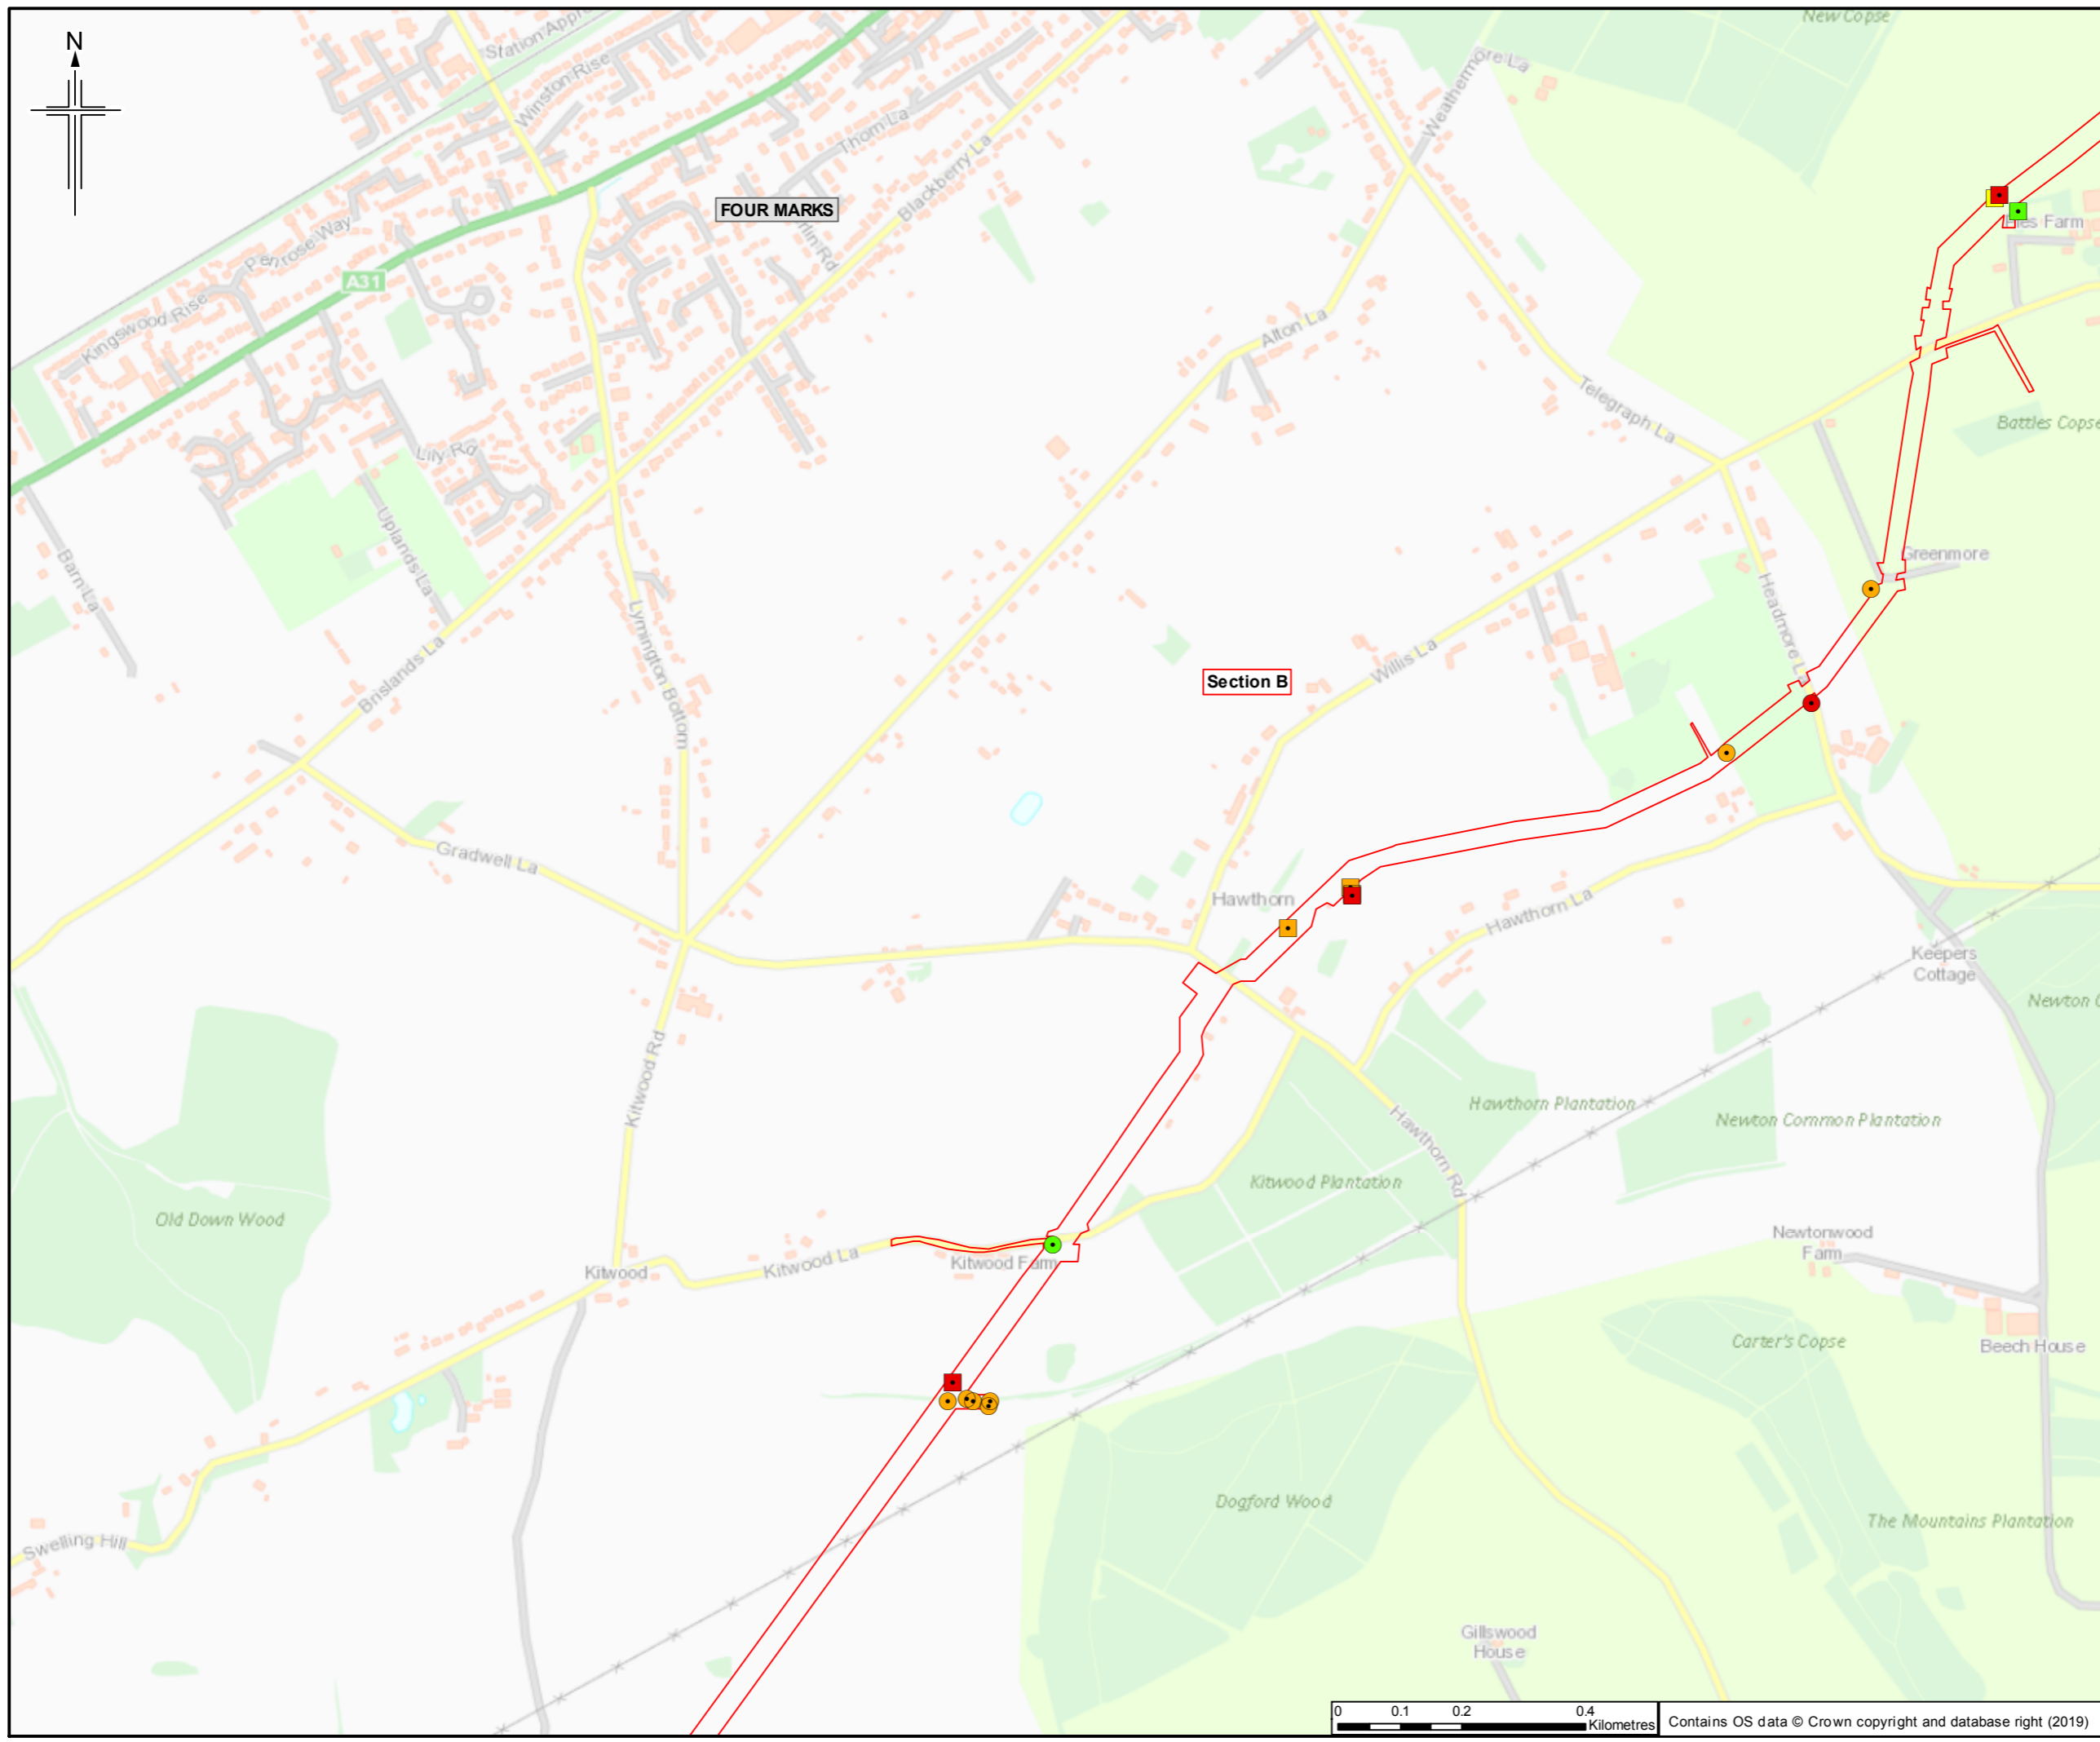 New Copse
N
Station Appro
Winston Rise
Weathermore La
Thorn La
Blackberry La
FOUR MARKS
Penrose Way
A31
Kingswood Rise
Alton La
Telegraph La
Battles Copse
Lily Rd
Uplands La
Barn La
Greenmore
Headmore La
Lymington Bottom
Brislands La
Willis La
Section B
Gradwell La
Hawthorn
Hawthorn La
Keepers
Cottage
Newton C
Kitwood Rd
Hawthorn Plantation
Newton Common Plantation
Hawthorn Rd
Kitwood Plantation
Old Down Wood
Newtonwood
Farm
Kitwood La
Kitwood Farm
Kitwood
Carter's Copse
Beech House
Dogford Wood
The Mountains Plantation
Swelling Hill
Gillswood
House
0 0.1 0.2 0.4
Kilometres
Contains OS data © Crown copyright and database right (2019)